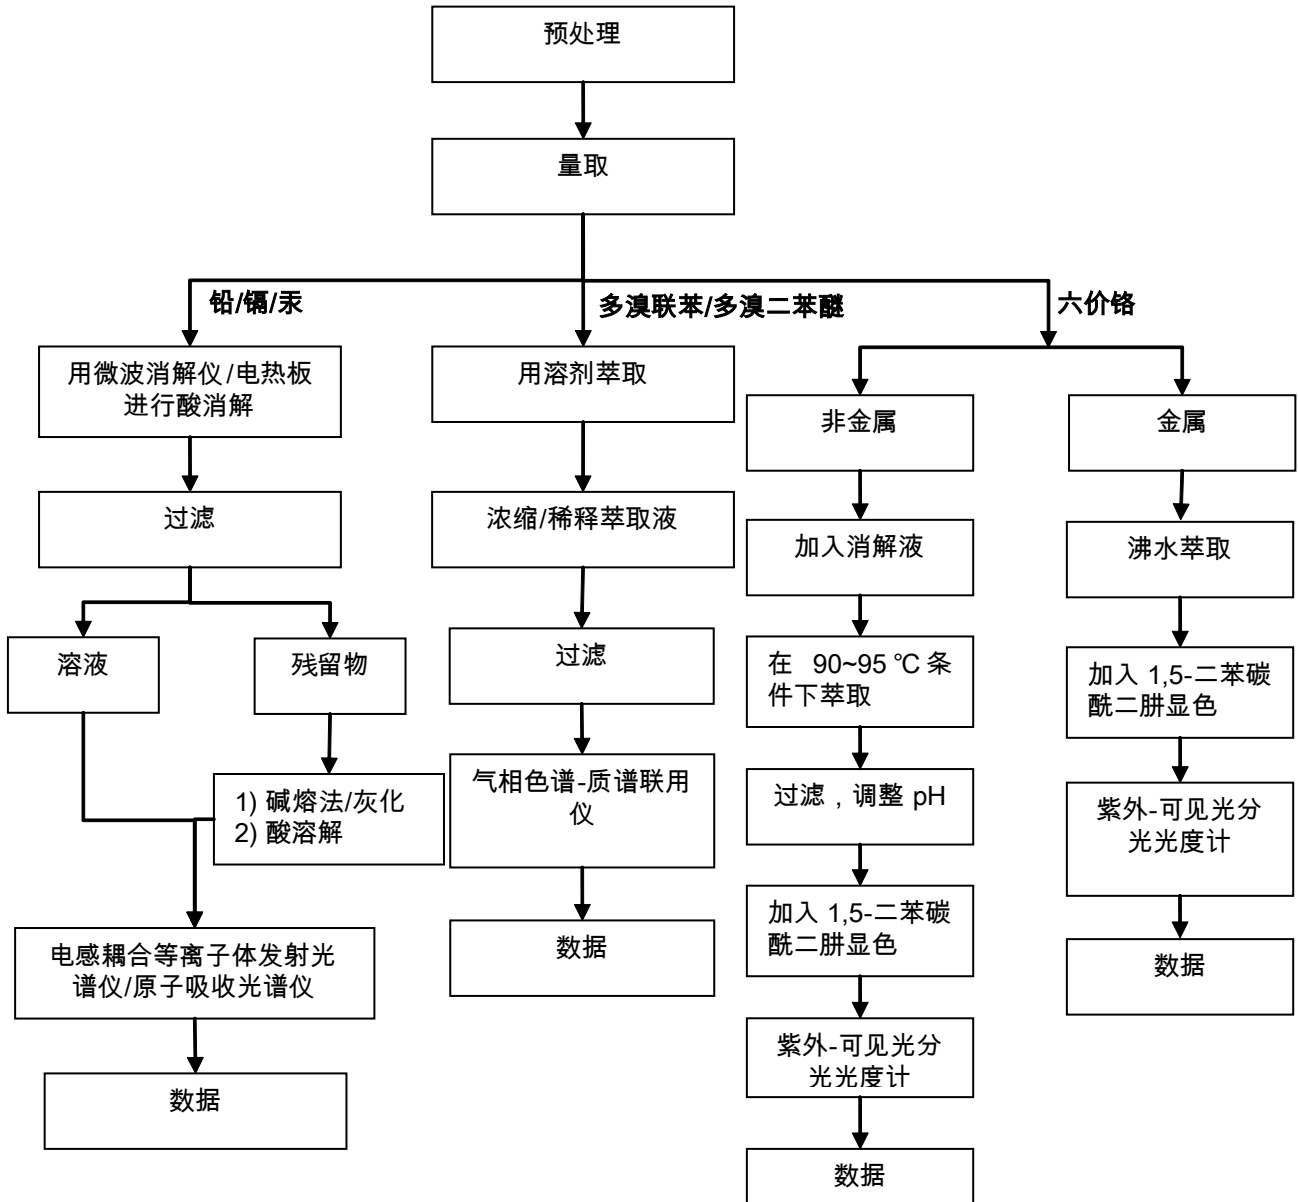 预处理
量取
铅/镉/汞
多溴联苯/多溴二苯醚
六价铬
用微波消解仪/电热板
进行酸消解
过滤
溶液
残留物
1) 碱熔法/灰化
2) 酸溶解
电感耦合等离子体发射光
谱仪/原子吸收光谱仪
数据
用溶剂萃取
浓缩/稀释萃取液
过滤
气相色谱-质谱联用
仪
数据
非金属
加入消解液
在 90~95 ℃ 条
件下萃取
过滤，调整 pH
加入 1,5-二苯碳
酰二肼显色
紫外-可见光分
光光度计
数据
金属
沸水萃取
加入 1,5-二苯碳
酰二肼显色
紫外-可见光分
光光度计
数据